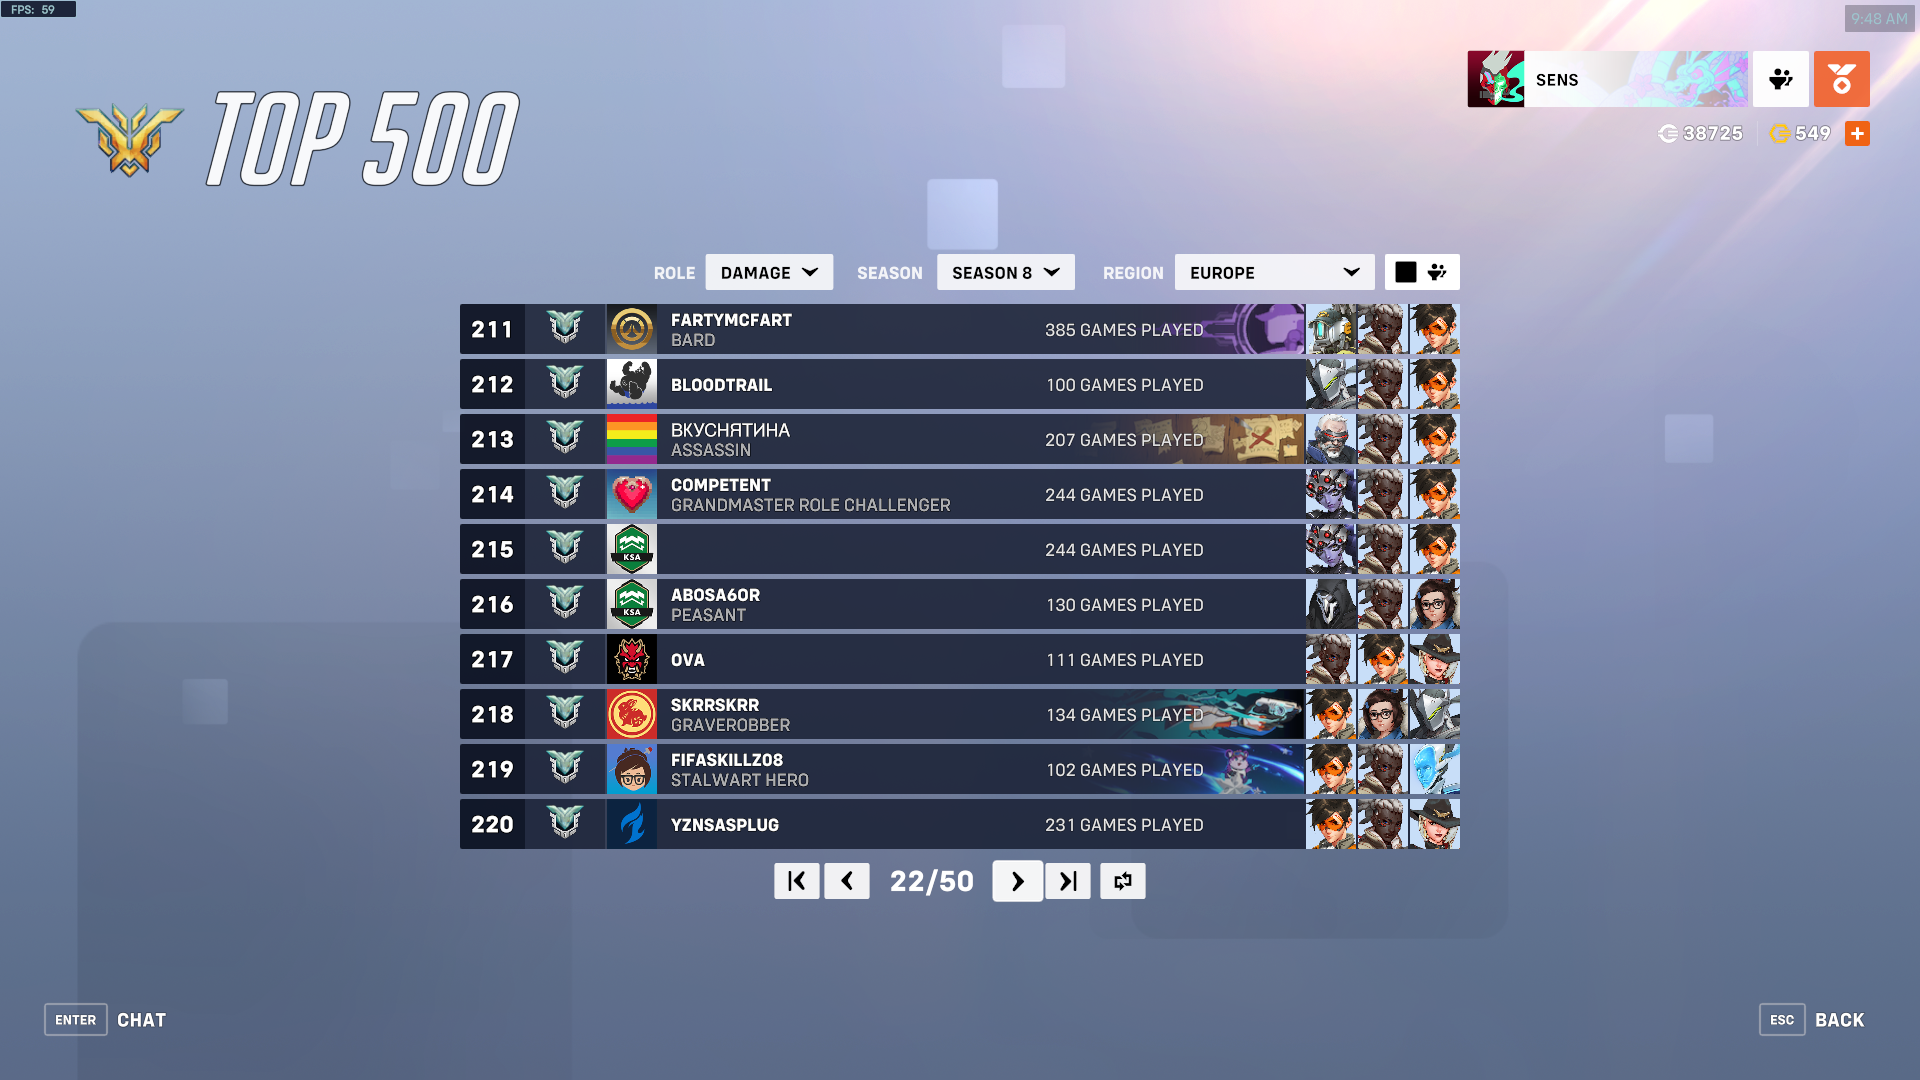 FPS: 59
9:48 AM
TOP 500
SENS
38725
549
ROLE DAMAGE SEASON SEASON 8 REGION EUROPE
211 FARTYMCFART 385 GAMES PLAYED
BARD
212 BLOODTRAIL 100 GAMES PLAYED
213 ВКУСНЯТИНА 207 GAMES PLAYED
ASSASSIN
214 COMPETENT 244 GAMES PLAYED
GRANDMASTER ROLE CHALLENGER
215 KSA 244 GAMES PLAYED
216 KSA ABOSA6OR 130 GAMES PLAYED
PEASANT
217 OVA 111 GAMES PLAYED
218 SKRRSKRR 134 GAMES PLAYED
GRAVEROBBER
219 FIFASKILLZ08 102 GAMES PLAYED
STALWART HERO
220 YZNSASPLUG 231 GAMES PLAYED
22/50
ENTER CHAT
ESC BACK